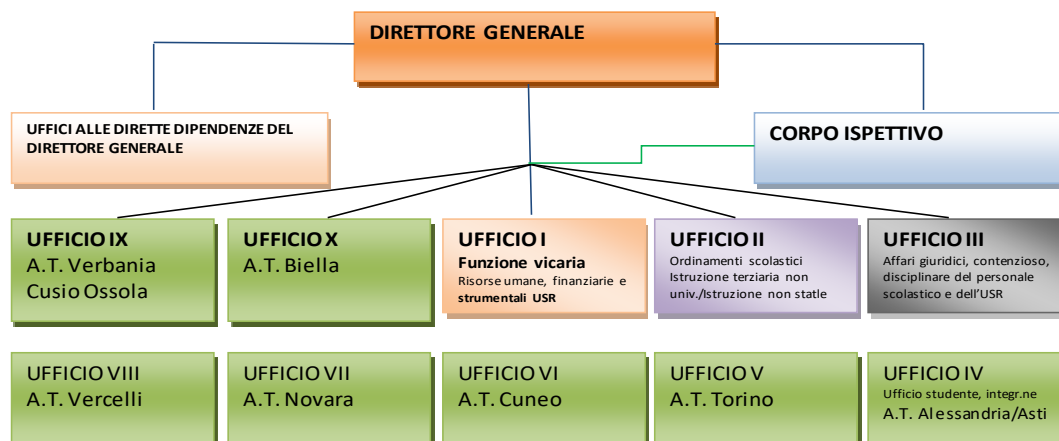 DIRETTORE GENERALE
UFFICI ALLE DIRETTE DIPENDENZE DEL
DIRETTORE GENERALE
CORPO ISPETTIVO
UFFICIO IX
A.T. Verbania
Cusio Ossola
UFFICIO X
A.T. Biella
UFFICIO I
Funzione vicaria
Risorse umane, finanziarie e
strumentali USR
UFFICIO II
Ordinamenti scolastici
Istruzione terziaria non
univ./Istruzione non statle
UFFICIO III
Affari giuridici, contenzioso,
disciplinare del personale
scolastico e dell'USR
UFFICIO VIII
A.T. Vercelli
UFFICIO VII
A.T. Novara
UFFICIO VI
A.T. Cuneo
UFFICIO V
A.T. Torino
UFFICIO IV
Ufficio studente, integr.ne
A.T. Alessandria/Asti